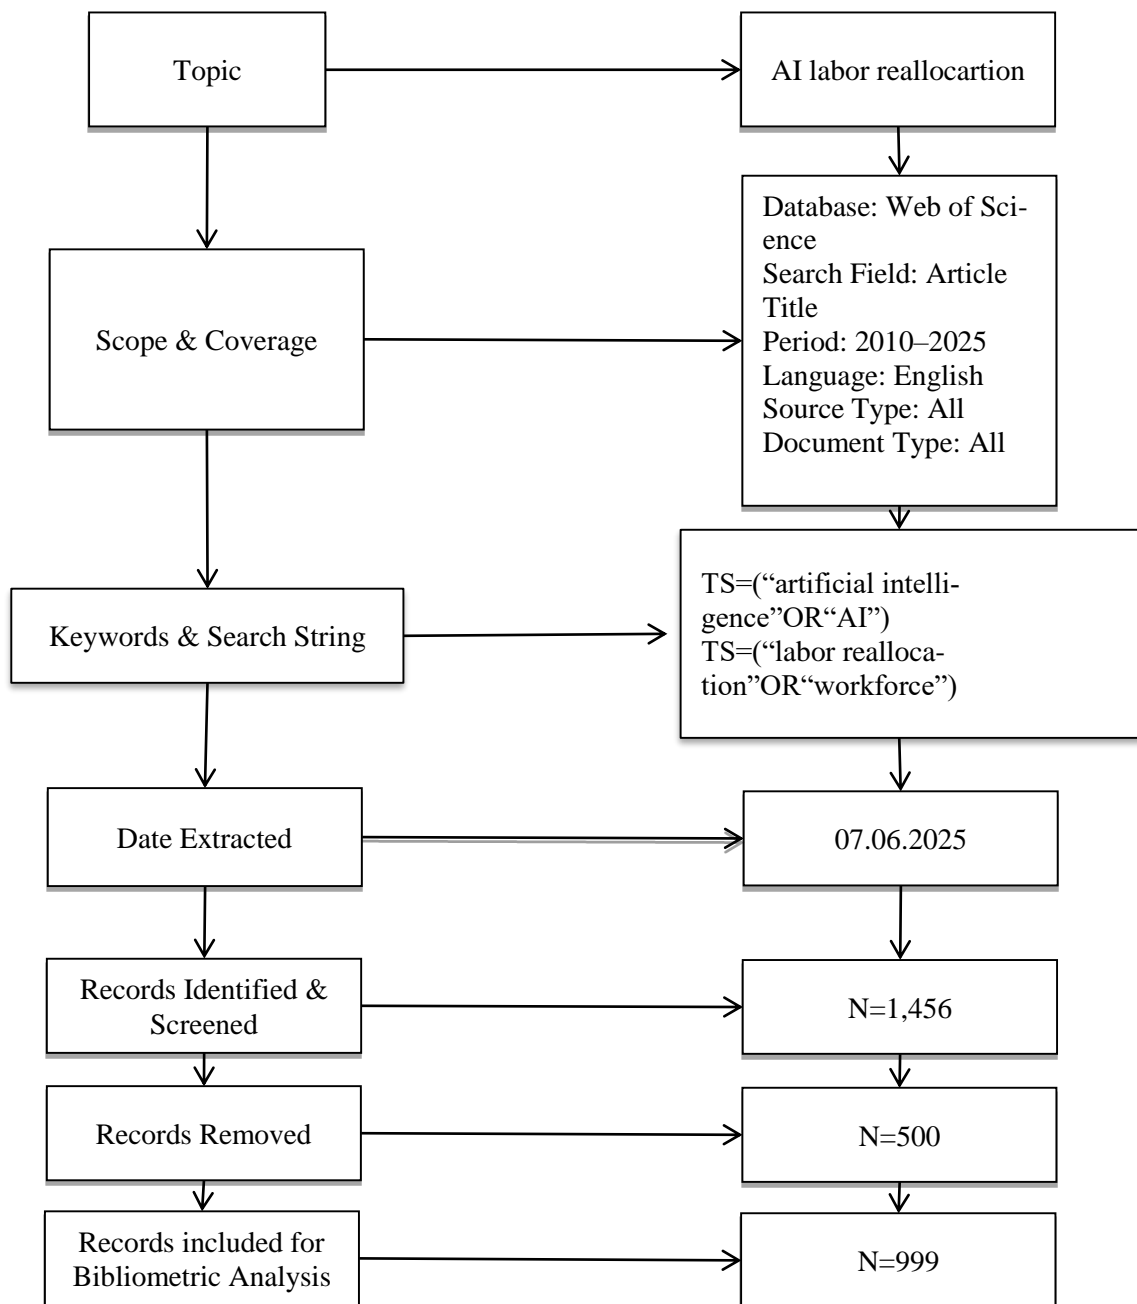 Topic
AI labor reallocartion
Scope & Coverage
Database: Web of Sci-
ence
Search Field: Article
Title
Period: 2010–2025
Language: English
Source Type: All
Document Type: All
Keywords & Search String
TS=(“artificial intelli-
gence”OR“AI”)
TS=(“labor realloca-
tion”OR“workforce”)
Date Extracted
07.06.2025
Records Identified &
Screened
N=1,456
Records Removed
N=500
Records included for
Bibliometric Analysis
N=999